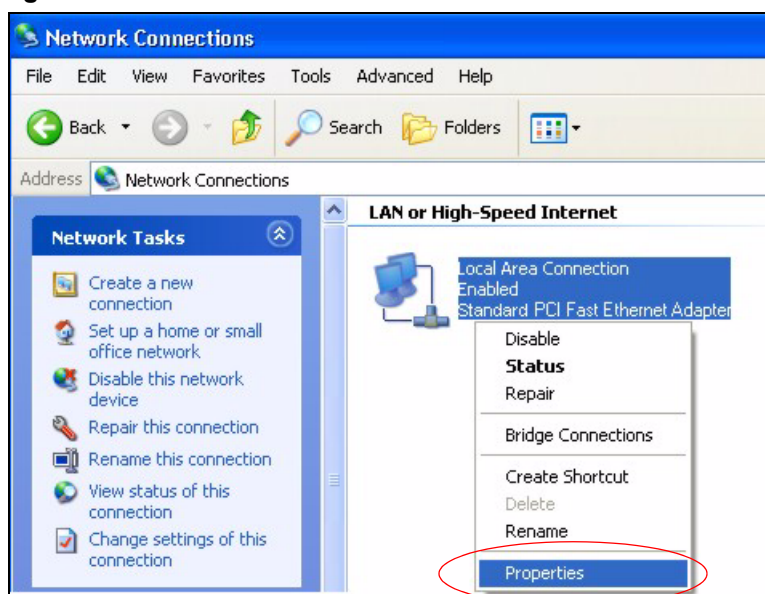 Network Connections
File Edit View Favorites Tools Advanced Help
Back Search Folders
Address Network Connections
Network Tasks
Create a new
connection
Set up a home or small
office network
Disable this network
device
Repair this connection
Rename this connection
View status of this
connection
Change settings of this
connection
LAN or High-Speed Internet
Local Area Connection
Enabled
Standard PCI Fast Ethernet Adapter
Disable
Status
Repair
Bridge Connections
Create Shortcut
Delete
Rename
Properties